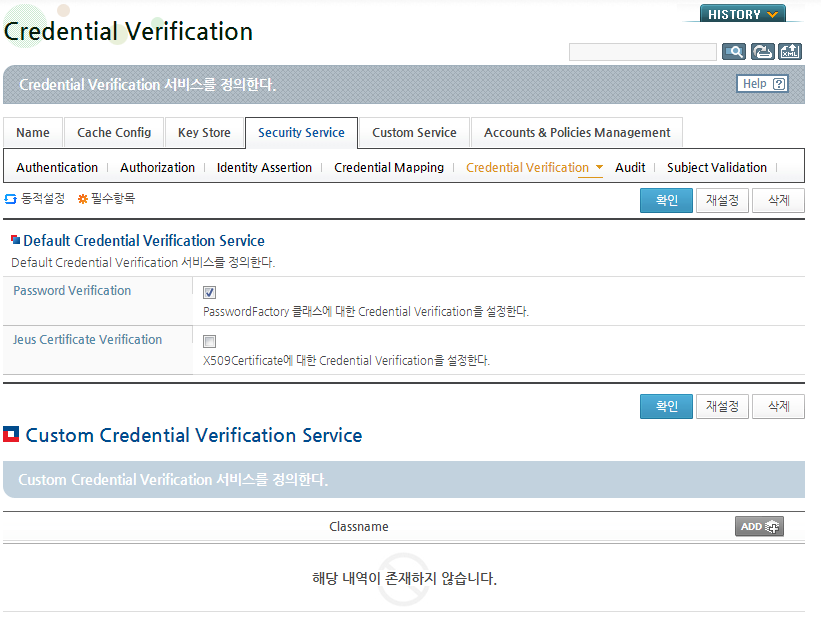 HISTORY
Credential Verification
XML
Credential Verification 서비스를 정의한다.
Help ?
Name Cache Config Key Store Security Service Custom Service Accounts & Policies Management
Authentication Authorization Identity Assertion Credential Mapping Credential Verification Audit Subject Validation
동적설정 필수항목 확인 재설정 삭제
Default Credential Verification Service
Default Credential Verification 서비스를 정의한다.
Password Verification
PasswordFactory 클래스에 대한 Credential Verification을 설정한다.
Jeus Certificate Verification
X509Certificate에 대한 Credential Verification을 설정한다.
확인 재설정 삭제
Custom Credential Verification Service
Custom Credential Verification 서비스를 정의한다.
Classname ADD
해당 내역이 존재하지 않습니다.